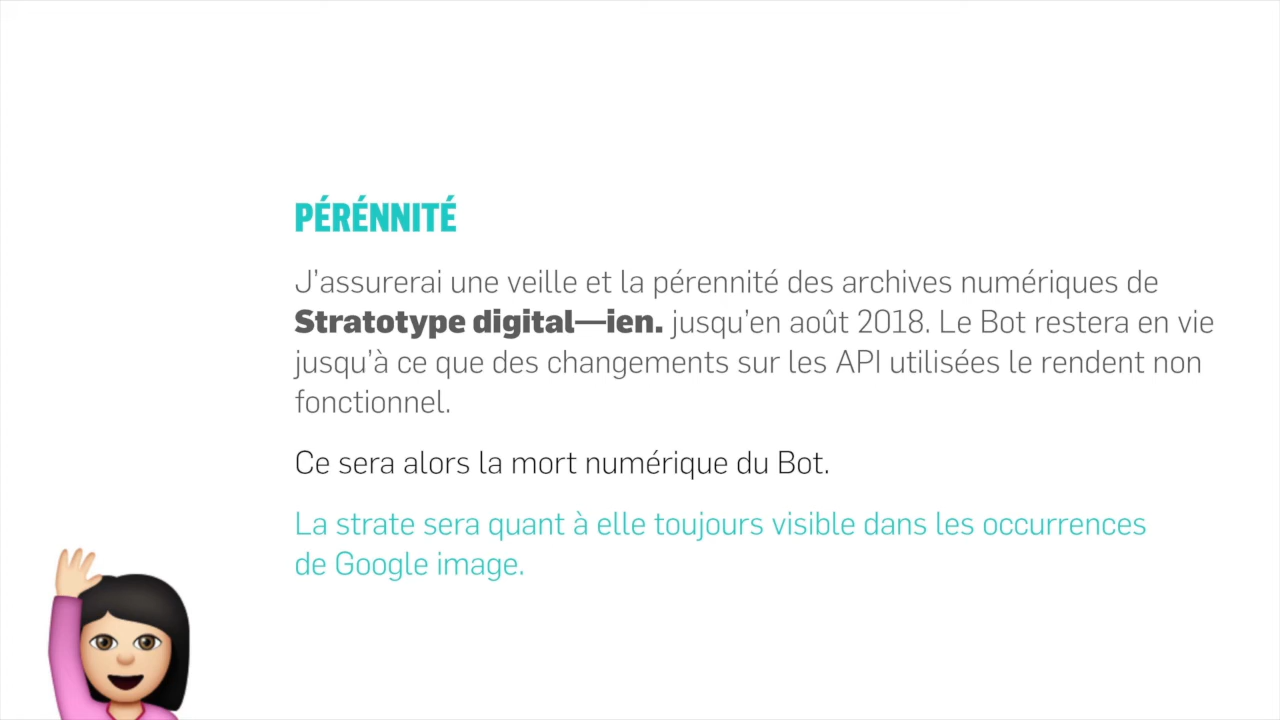 PÉRÉNNITÉ
J’assurerai une veille et la pérennité des archives numériques de
Stratotype digital—ien. jusqu’en août 2018. Le Bot restera en vie
jusqu’à ce que des changements sur les API utilisées le rendent non
fonctionnel.
Ce sera alors la mort numérique du Bot.
La strate sera quant à elle toujours visible dans les occurrences
de Google image.